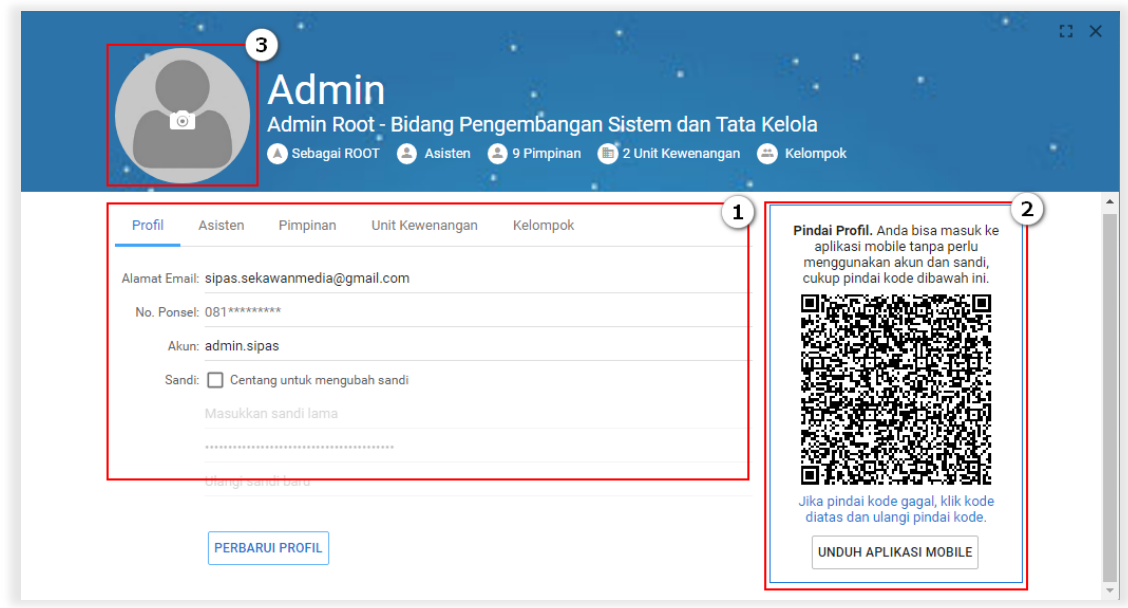 3
Admin
Admin Root - Bidang Pengembangan Sistem dan Tata Kelola
Sebagai ROOT Asisten 9 Pimpinan 2 Unit Kewenangan Kelompok
1
Profil Asisten Pimpinan Unit Kewenangan Kelompok
Alamat Email: sipas.sekawanmedia@gmail.com
No. Ponsel: 081*********
Akun: admin.sipas
Sandi: Centang untuk mengubah sandi
Masukkan sandi lama
Ulangi sandi baru
PERBARUI PROFIL
2
Pindai Profil. Anda bisa masuk ke
aplikasi mobile tanpa perlu
menggunakan akun dan sandi,
cukup pindai kode dibawah ini.
Jika pindai kode gagal, klik kode
diatas dan ulangi pindai kode.
UNDUH APLIKASI MOBILE